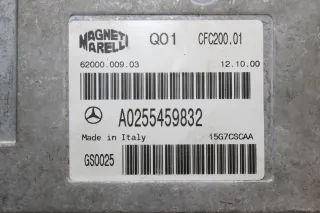 MAGNETI MARELLI Q01 CFC200.01
62000.009.03 12.10.00
A0255459832
Made in Italy 15G7CSCAA
GS0025